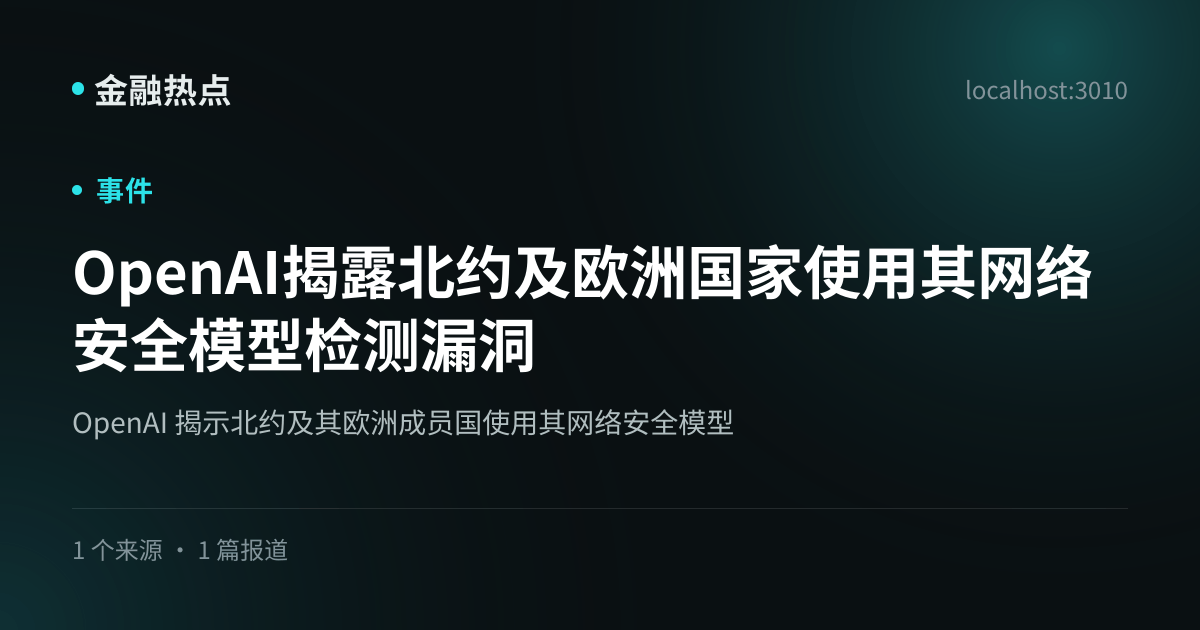 金融热点
localhost:3010
事件
OpenAI揭露北约及欧洲国家使用其网络
安全模型检测漏洞
OpenAI 揭示北约及其欧洲成员国使用其网络安全模型
1 个来源 · 1 篇报道